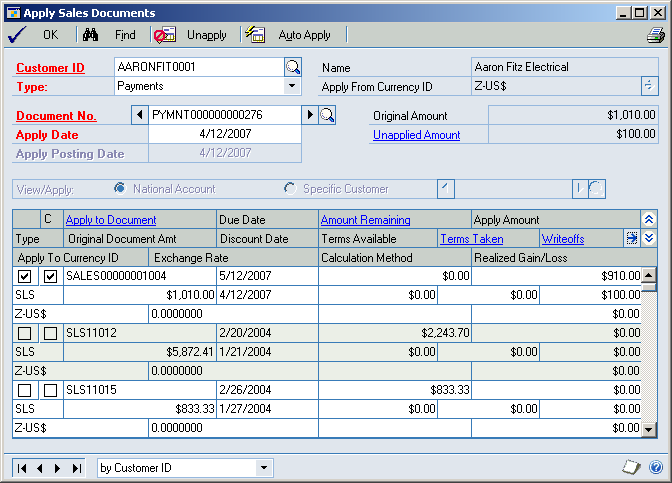 Apply Sales Documents
OK Find Unapply Auto Apply
Customer ID AARONFIT0001 Name Aaron Fitz Electrical
Type: Payments Apply From Currency ID Z-US$
Document No. PYMNT000000000276 Original Amount $1,010.00
Apply Date 4/12/2007 Unapplied Amount $100.00
Apply Posting Date 4/12/2007
View/Apply: National Account Specific Customer
C Apply to Document Due Date Amount Remaining Apply Amount
Type Original Document Amt Discount Date Terms Available Terms Taken Writeoffs
Apply To Currency ID Exchange Rate Calculation Method Realized Gain/Loss
SALES00000001004 5/12/2007 $0.00 $910.00
SLS $1,010.00 4/12/2007 $0.00 $0.00 $100.00
Z-US$ 0.0000000 $0.00
SLS11012 2/20/2004 $2,243.70 $0.00
SLS $5,872.41 1/21/2004 $0.00 $0.00 $0.00
Z-US$ 0.0000000 $0.00
SLS11015 2/26/2004 $833.33 $0.00
SLS $833.33 1/27/2004 $0.00 $0.00 $0.00
Z-US$ 0.0000000 $0.00
by Customer ID